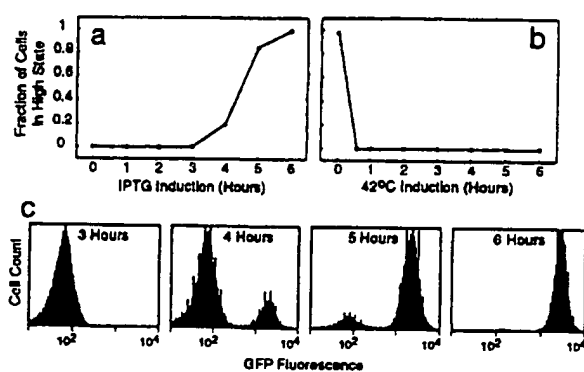 a
b
Fraction of Cells
in High State
1
0.8
0.6
0.4
0.2
0
0 1 2 3 4 5 6
IPTG Induction (Hours)
0 1 2 3 4 5 6
42ºC Induction (Hours)
C
Cell Count
3 Hours
4 Hours
5 Hours
6 Hours
10² 10⁴
10² 10⁴
10² 10⁴
10² 10⁴
GFP Fluorescence